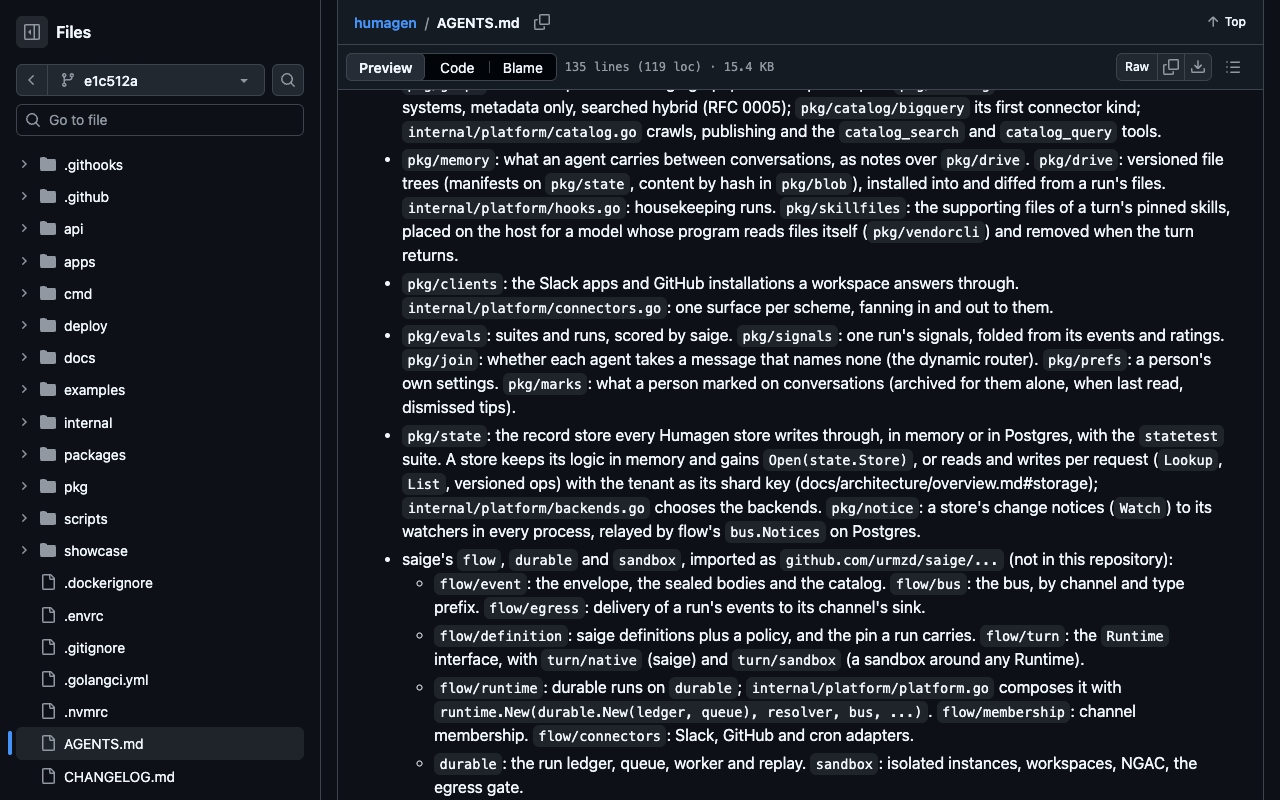 Files
e1c512a
Go to file
.githooks
.github
api
apps
cmd
deploy
docs
examples
internal
packages
pkg
scripts
showcase
.dockerignore
.envrc
.gitignore
.golangci.yml
.nvmrc
AGENTS.md
CHANGELOG.md
humagen / AGENTS.md
Top
Preview Code Blame 135 lines (119 loc) · 15.4 KB
Raw
systems, metadata only, searched hybrid (RFC 0005); pkg/catalog/bigquery its first connector kind;
internal/platform/catalog.go crawls, publishing and the catalog_search and catalog_query tools.
• pkg/memory: what an agent carries between conversations, as notes over pkg/drive. pkg/drive: versioned file
trees (manifests on pkg/state, content by hash in pkg/blob), installed into and diffed from a run's files.
internal/platform/hooks.go: housekeeping runs. pkg/skillfiles: the supporting files of a turn's pinned skills,
placed on the host for a model whose program reads files itself (pkg/vendorcli) and removed when the turn
returns.
• pkg/clients: the Slack apps and GitHub installations a workspace answers through.
internal/platform/connectors.go: one surface per scheme, fanning in and out to them.
• pkg/evals: suites and runs, scored by saige. pkg/signals: one run's signals, folded from its events and ratings.
pkg/join: whether each agent takes a message that names none (the dynamic router). pkg/prefs: a person's
own settings. pkg/marks: what a person marked on conversations (archived for them alone, when last read,
dismissed tips).
• pkg/state: the record store every Humagen store writes through, in memory or in Postgres, with the statetest
suite. A store keeps its logic in memory and gains Open(state.Store), or reads and writes per request (Lookup,
List, versioned ops) with the tenant as its shard key (docs/architecture/overview.md#storage);
internal/platform/backends.go chooses the backends. pkg/notice: a store's change notices (Watch) to its
watchers in every process, relayed by flow's bus.Notices on Postgres.
• saige's flow, durable and sandbox, imported as github.com/urmzd/saige/... (not in this repository):
◦ flow/event: the envelope, the sealed bodies and the catalog. flow/bus: the bus, by channel and type
prefix. flow/egress: delivery of a run's events to its channel's sink.
◦ flow/definition: saige definitions plus a policy, and the pin a run carries. flow/turn: the Runtime
interface, with turn/native (saige) and turn/sandbox (a sandbox around any Runtime).
◦ flow/runtime: durable runs on durable; internal/platform/platform.go composes it with
runtime.New(durable.New(ledger, queue), resolver, bus, ...). flow/membership: channel
membership. flow/connectors: Slack, GitHub and cron adapters.
◦ durable: the run ledger, queue, worker and replay. sandbox: isolated instances, workspaces, NGAC, the
egress gate.